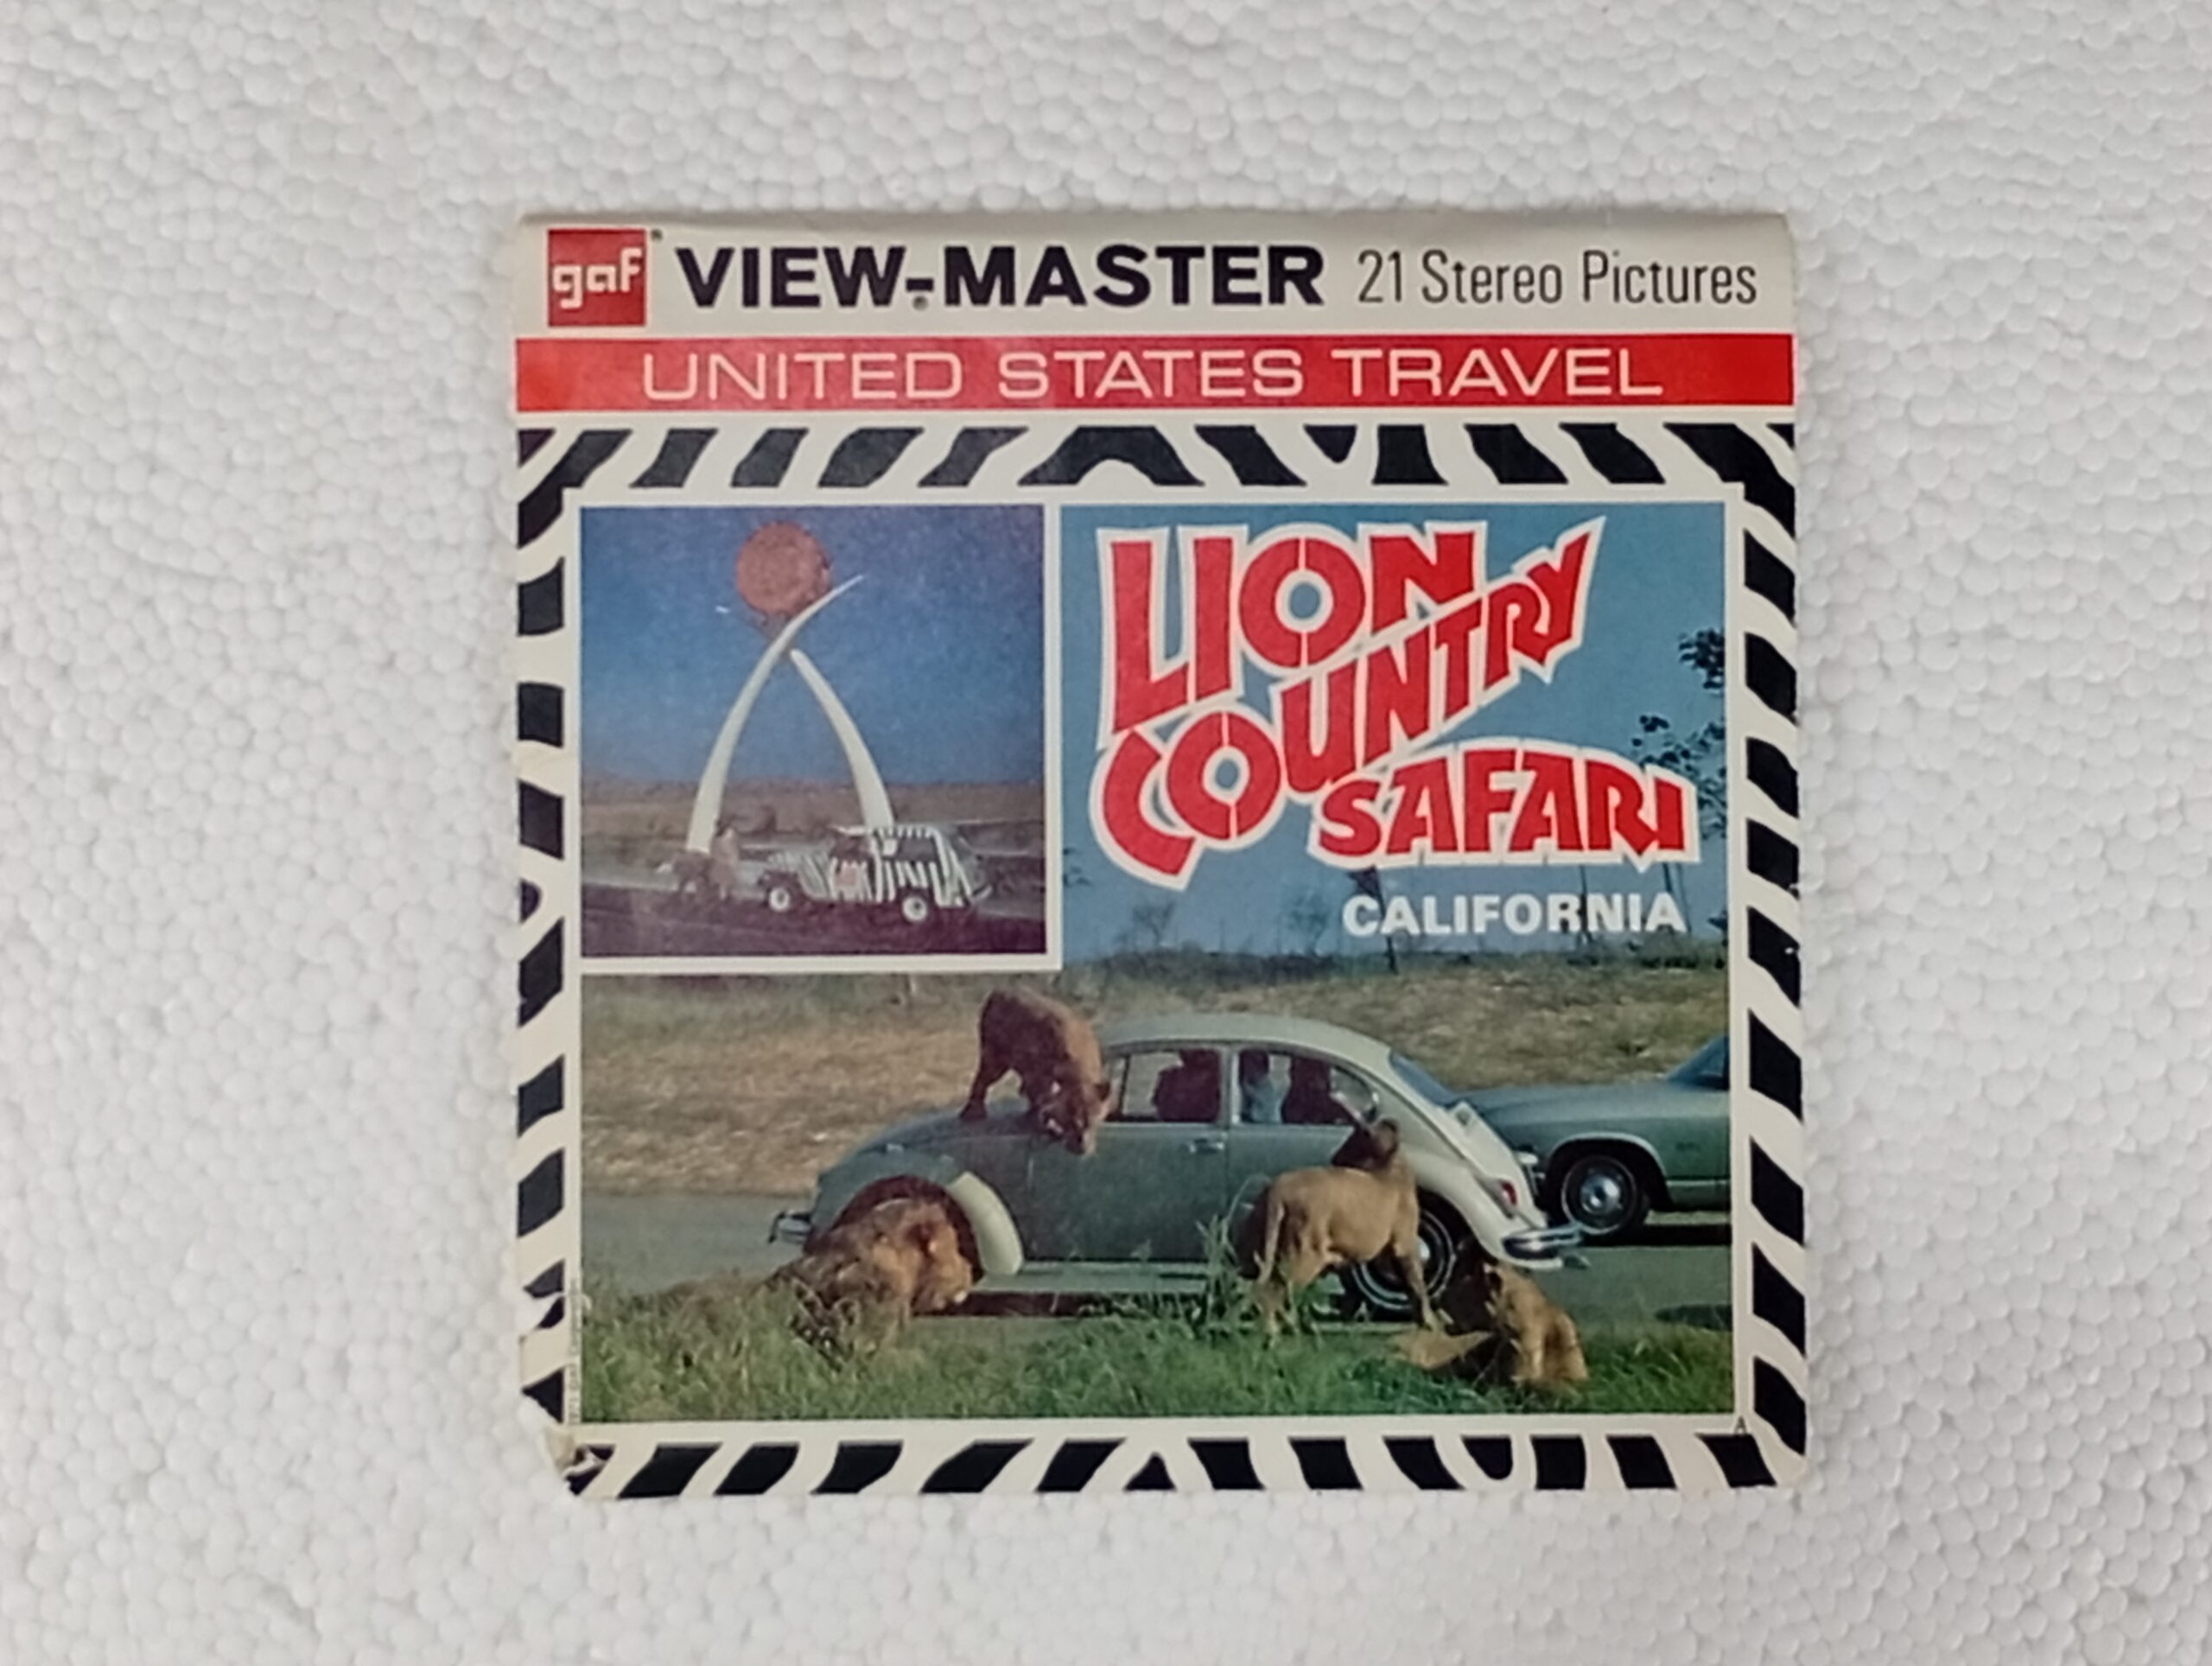 gaf® VIEW-MASTER® 21 Stereo Pictures
UNITED STATES TRAVEL
LION
COUNTRY
SAFARI
CALIFORNIA
A